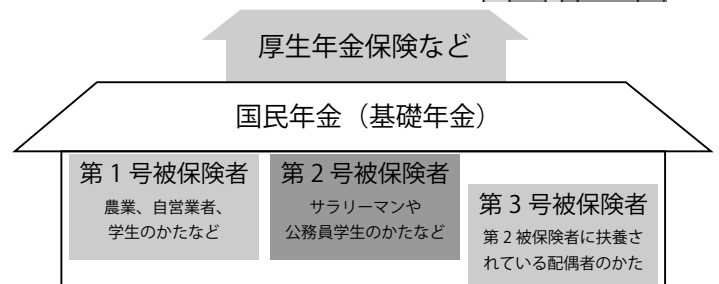 厚生年金保険など
国民年金（基礎年金）
第1号被保険者
農業、自営業者、
学生のかたなど
第2号被保険者
サラリーマンや
公務員学生のかたなど
第3号被保険者
第2被保険者に扶養さ
れている配偶者のかた